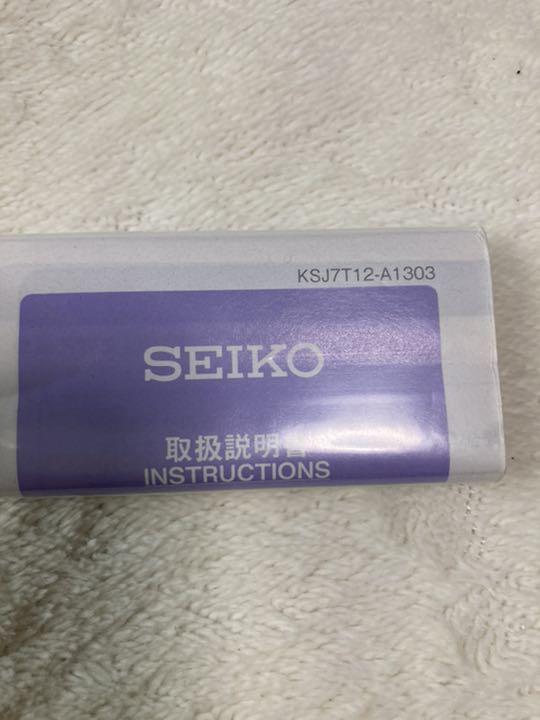 KSJ7T12-A1303
SEIKO
取扱説明書
INSTRUCTIONS